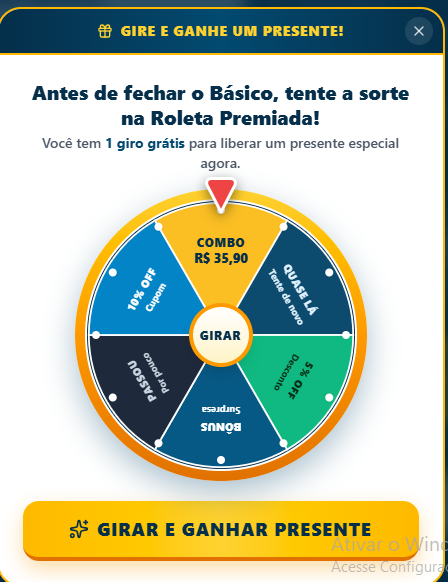 GIRE E GANHE UM PRESENTE!
Antes de fechar o Básico, tente a sorte
na Roleta Premiada!
Você tem 1 giro grátis para liberar um presente especial
agora.
COMBO
R$ 35,90
QUASE LÁ
Tente de novo
5% OFF
Desconto
BÔNUS
Surpresa
PASSOU
Por pouco
10% OFF
Cupom
GIRAR
GIRAR E GANHAR PRESENTE
Ativar o Wind
Acesse Configura